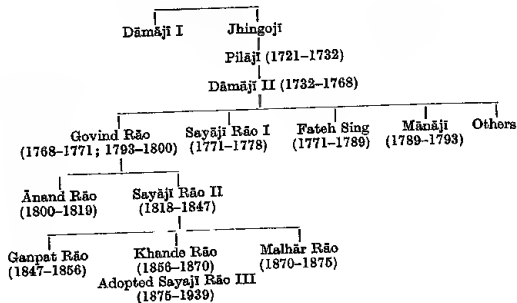 Dāmājī I Jhingojī
Pilājī (1721–1732)
Dāmājī II (1732–1768)
Govind Rāo Sayājī Rāo I Fateh Sing Mānājī Others
(1768–1771; 1793–1800) (1771–1778) (1771–1789) (1789–1793)
Ānand Rāo Sayājī Rāo II
(1800–1819) (1818–1847)
Ganpat Rāo Khande Rāo Malhār Rāo
(1847–1856) (1856–1870) (1870–1875)
Adopted Sayajī Rāo III
(1875–1939)